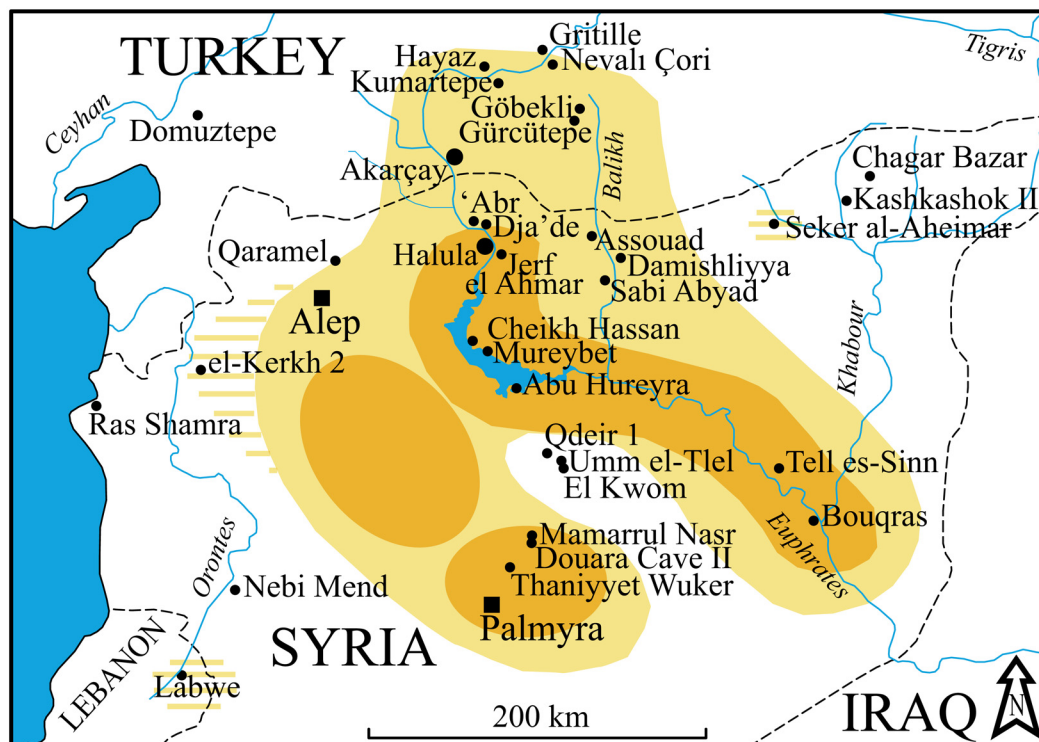 TURKEY
Gritille
Hayaz
Nevalı Çori
Tigris
Kumartepe
Ceyhan
Göbekli
Domuztepe
Gürcütepe
Akarçay
Balikh
Chagar Bazar
Kashkashok II
‘Abr
Dja’de
Seker al-Aheimar
Assouad
Qaramel
Halula
Jerf
el Ahmar
Damishliyya
Sabi Abyad
Alep
Cheikh Hassan
Mureybet
Khabour
el-Kerkh 2
Abu Hureyra
Ras Shamra
Qdeir 1
Umm el-Tlel
El Kwom
Tell es-Sinn
Bouqras
Mamarrul Nasr
Douara Cave II
Euphrates
Orontes
Nebi Mend
Thaniyyet Wuker
Palmyra
SYRIA
LEBANON
Labwe
200 km
IRAQ
N